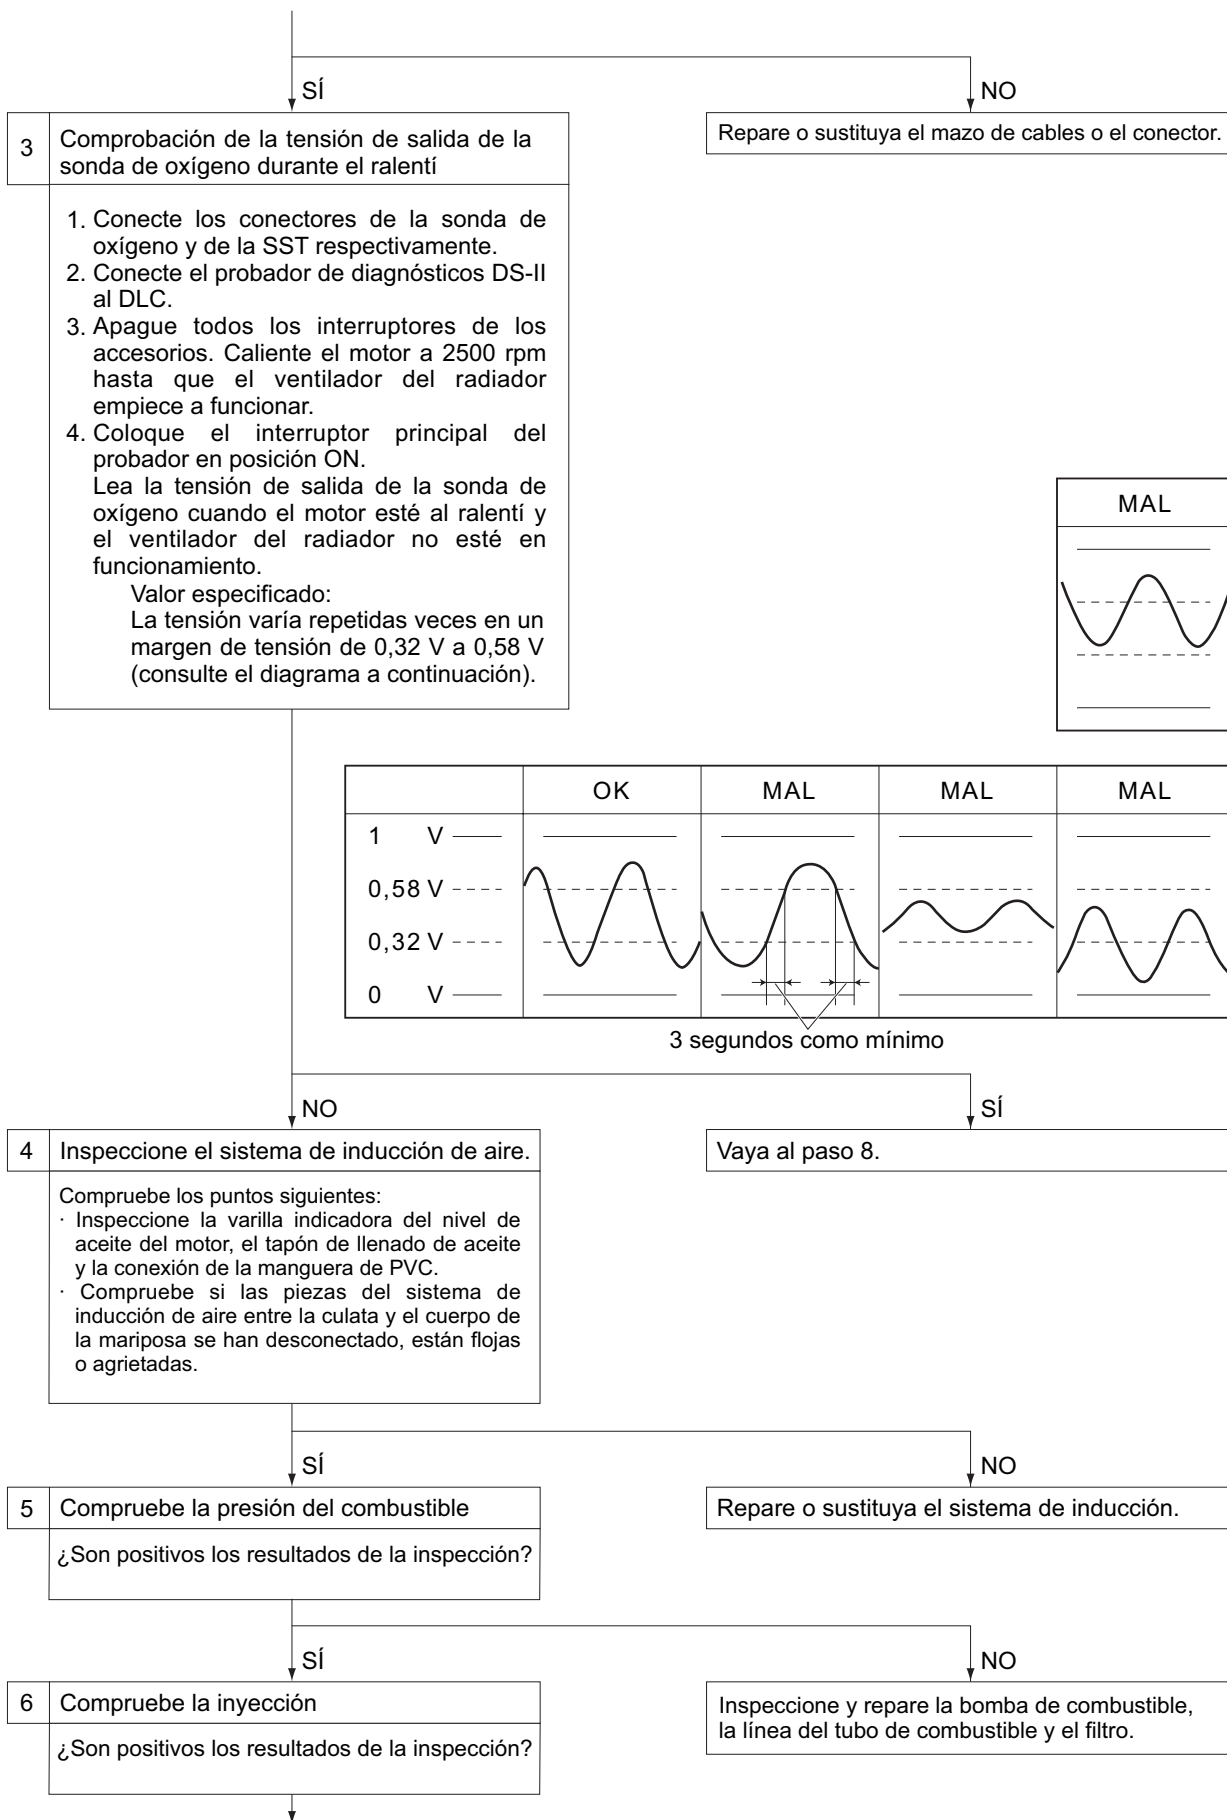 SÍ
NO
3
Comprobación de la tensión de salida de la
sonda de oxígeno durante el ralentí
Repare o sustituya el mazo de cables o el conector.
1. Conecte los conectores de la sonda de
oxígeno y de la SST respectivamente.
2. Conecte el probador de diagnósticos DS-II
al DLC.
3. Apague todos los interruptores de los
accesorios. Caliente el motor a 2500 rpm
hasta que el ventilador del radiador
empiece a funcionar.
4. Coloque el interruptor principal del
probador en posición ON.
Lea la tensión de salida de la sonda de
oxígeno cuando el motor esté al ralentí y
el ventilador del radiador no esté en
funcionamiento.
Valor especificado:
La tensión varía repetidas veces en un
margen de tensión de 0,32 V a 0,58 V
(consulte el diagrama a continuación).
MAL
OK
MAL
MAL
MAL
1 V
0,58 V
0,32 V
0 V
3 segundos como mínimo
NO
SÍ
4
Inspeccione el sistema de inducción de aire.
Vaya al paso 8.
Compruebe los puntos siguientes:
· Inspeccione la varilla indicadora del nivel de
aceite del motor, el tapón de llenado de aceite
y la conexión de la manguera de PVC.
· Compruebe si las piezas del sistema de
inducción de aire entre la culata y el cuerpo de
la mariposa se han desconectado, están flojas
o agrietadas.
SÍ
NO
5
Compruebe la presión del combustible
Repare o sustituya el sistema de inducción.
¿Son positivos los resultados de la inspección?
SÍ
NO
6
Compruebe la inyección
Inspeccione y repare la bomba de combustible,
la línea del tubo de combustible y el filtro.
¿Son positivos los resultados de la inspección?